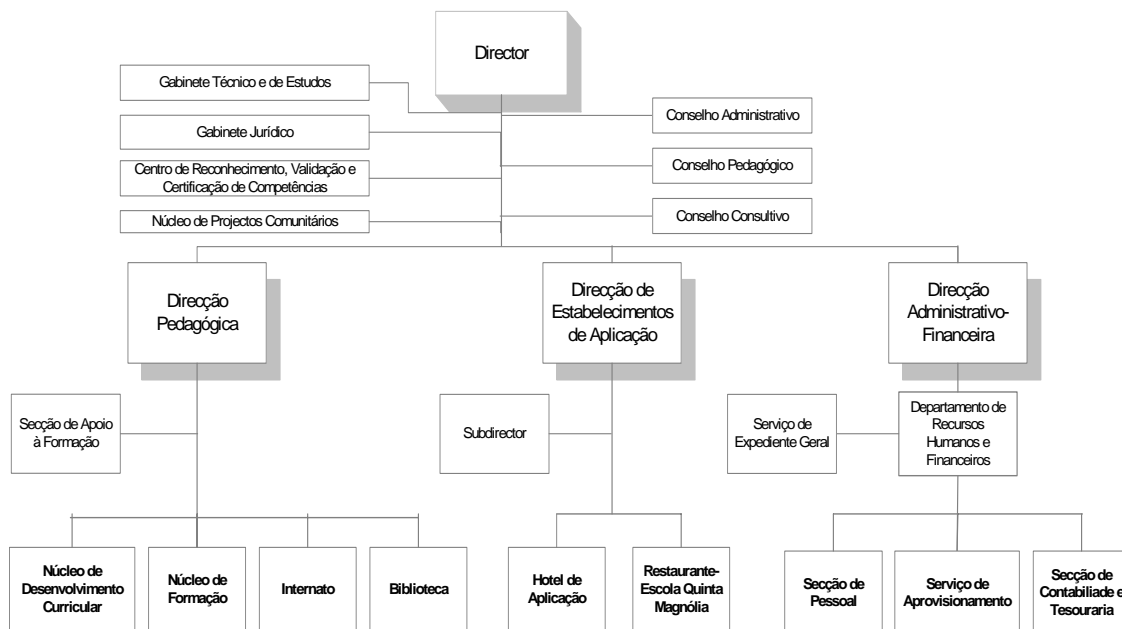 Director
Gabinete Técnico e de Estudos
Conselho Administrativo
Gabinete Jurídico
Conselho Pedagógico
Centro de Reconhecimento, Validação e
Certificação de Competências
Núcleo de Projectos Comunitários
Conselho Consultivo
Direcção
Pedagógica
Direcção de
Estabelecimentos
de Aplicação
Direcção
Administrativo-
Financeira
Secção de Apoio
à Formação
Subdirector
Serviço de
Expediente Geral
Departamento de
Recursos
Humanos e
Financeiros
Núcleo de
Desenvolvimento
Curricular
Núcleo de
Formação
Internato
Biblioteca
Hotel de
Aplicação
Restaurante-
Escola Quinta
Magnólia
Secção de
Pessoal
Serviço de
Aprovisionamento
Secção de
Contabiliade e
Tesouraria